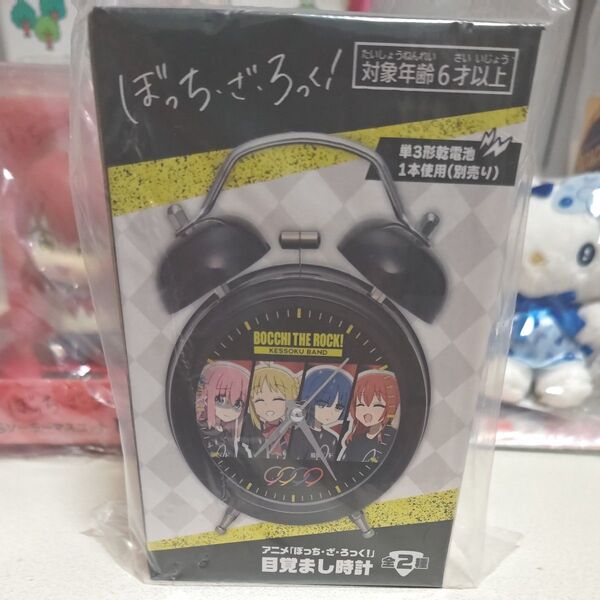 ぼっち・ざ・ろっく!
たいしょうねんれい さい いじょう
対象年齢6才以上
単3形乾電池
1本使用(別売り)
BOCCHI THE ROCK!
KESSOKU BAND
アニメ「ぼっち・ざ・ろっく!」
目覚まし時計
全2種